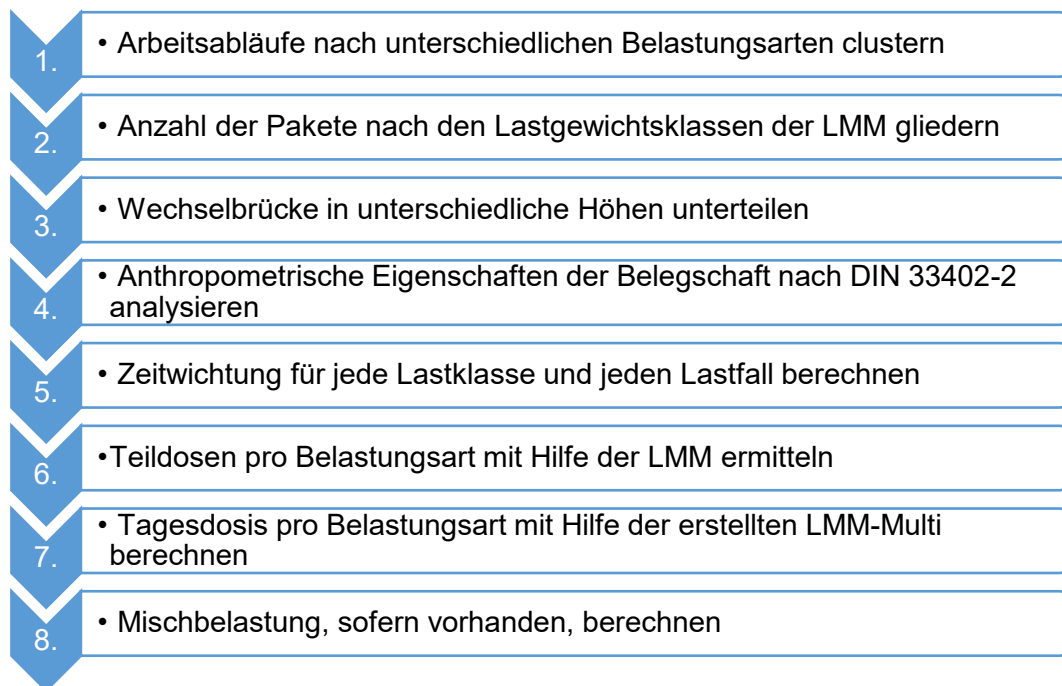 1. • Arbeitsabläufe nach unterschiedlichen Belastungsarten clustern
2. • Anzahl der Pakete nach den Lastgewichtsklassen der LMM gliedern
3. • Wechselbrücke in unterschiedliche Höhen unterteilen
4. • Anthropometrische Eigenschaften der Belegschaft nach DIN 33402-2
analysieren
5. • Zeitwichtung für jede Lastklasse und jeden Lastfall berechnen
6. •Teildosen pro Belastungsart mit Hilfe der LMM ermitteln
7. • Tagesdosis pro Belastungsart mit Hilfe der erstellten LMM-Multi
berechnen
8. • Mischbelastung, sofern vorhanden, berechnen